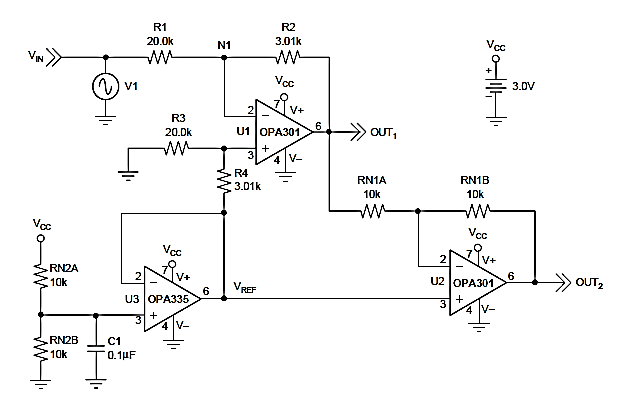 R1
20.0k
N1
R2
3.01k
VIN
V1
VCC
3.0V
VCC
7
V+
2
−
U1
OPA301
6
OUT1
+
3
4
V−
R3
20.0k
R4
3.01k
RN1A
10k
RN1B
10k
VCC
RN2A
10k
VCC
7
V+
2
−
U3
OPA335
6
VREF
+
3
4
V−
VCC
7
V+
2
−
U2
OPA301
6
OUT2
+
3
4
V−
RN2B
10k
C1
0.1µF
+
−